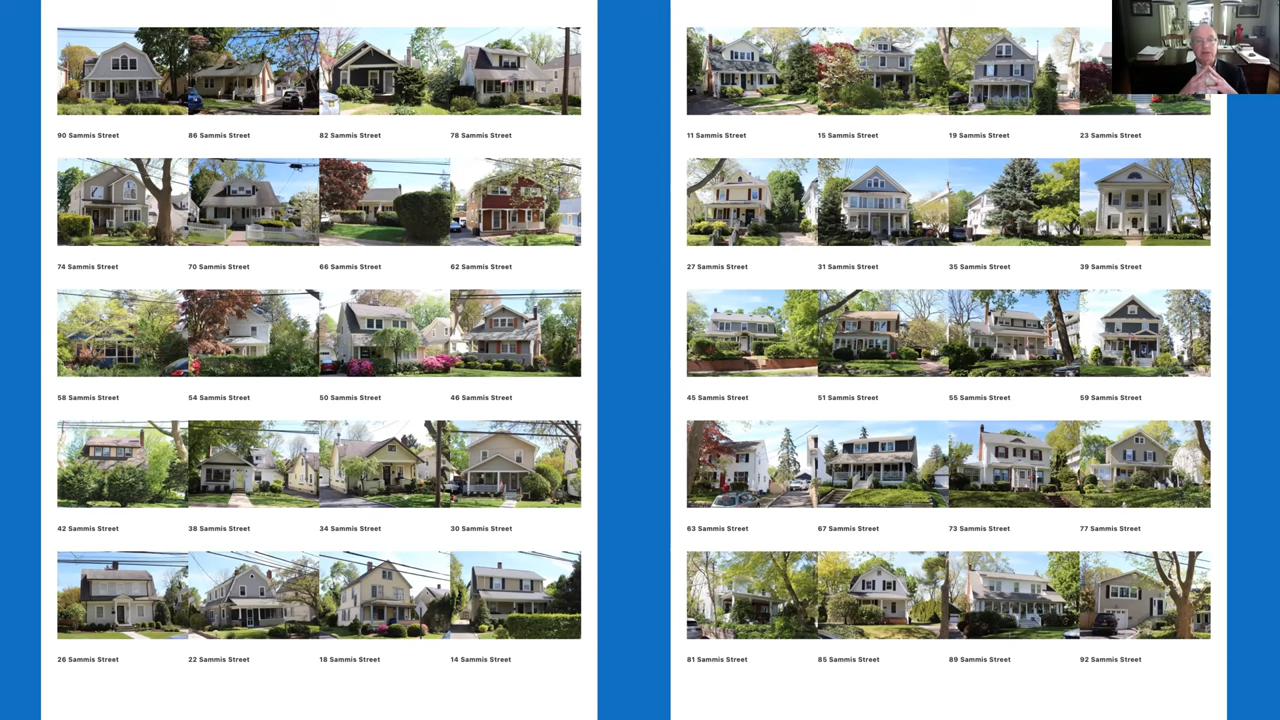 90 Sammis Street
86 Sammis Street
82 Sammis Street
78 Sammis Street
74 Sammis Street
70 Sammis Street
66 Sammis Street
62 Sammis Street
58 Sammis Street
54 Sammis Street
50 Sammis Street
46 Sammis Street
42 Sammis Street
38 Sammis Street
34 Sammis Street
30 Sammis Street
26 Sammis Street
22 Sammis Street
18 Sammis Street
14 Sammis Street
11 Sammis Street
15 Sammis Street
19 Sammis Street
23 Sammis Street
27 Sammis Street
31 Sammis Street
35 Sammis Street
39 Sammis Street
45 Sammis Street
51 Sammis Street
55 Sammis Street
59 Sammis Street
63 Sammis Street
67 Sammis Street
73 Sammis Street
77 Sammis Street
81 Sammis Street
85 Sammis Street
89 Sammis Street
92 Sammis Street